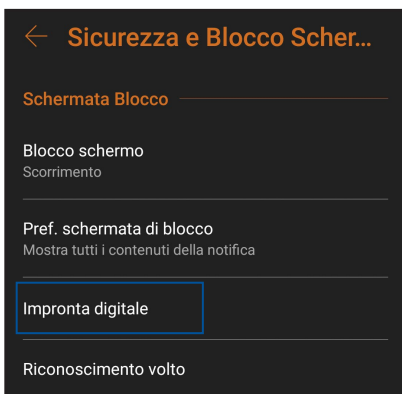 Sicurezza e Blocco Scher...
Schermata Blocco
Blocco schermo
Scorrimento
Pref. schermata di blocco
Mostra tutti i contenuti della notifica
Impronta digitale
Riconoscimento volto